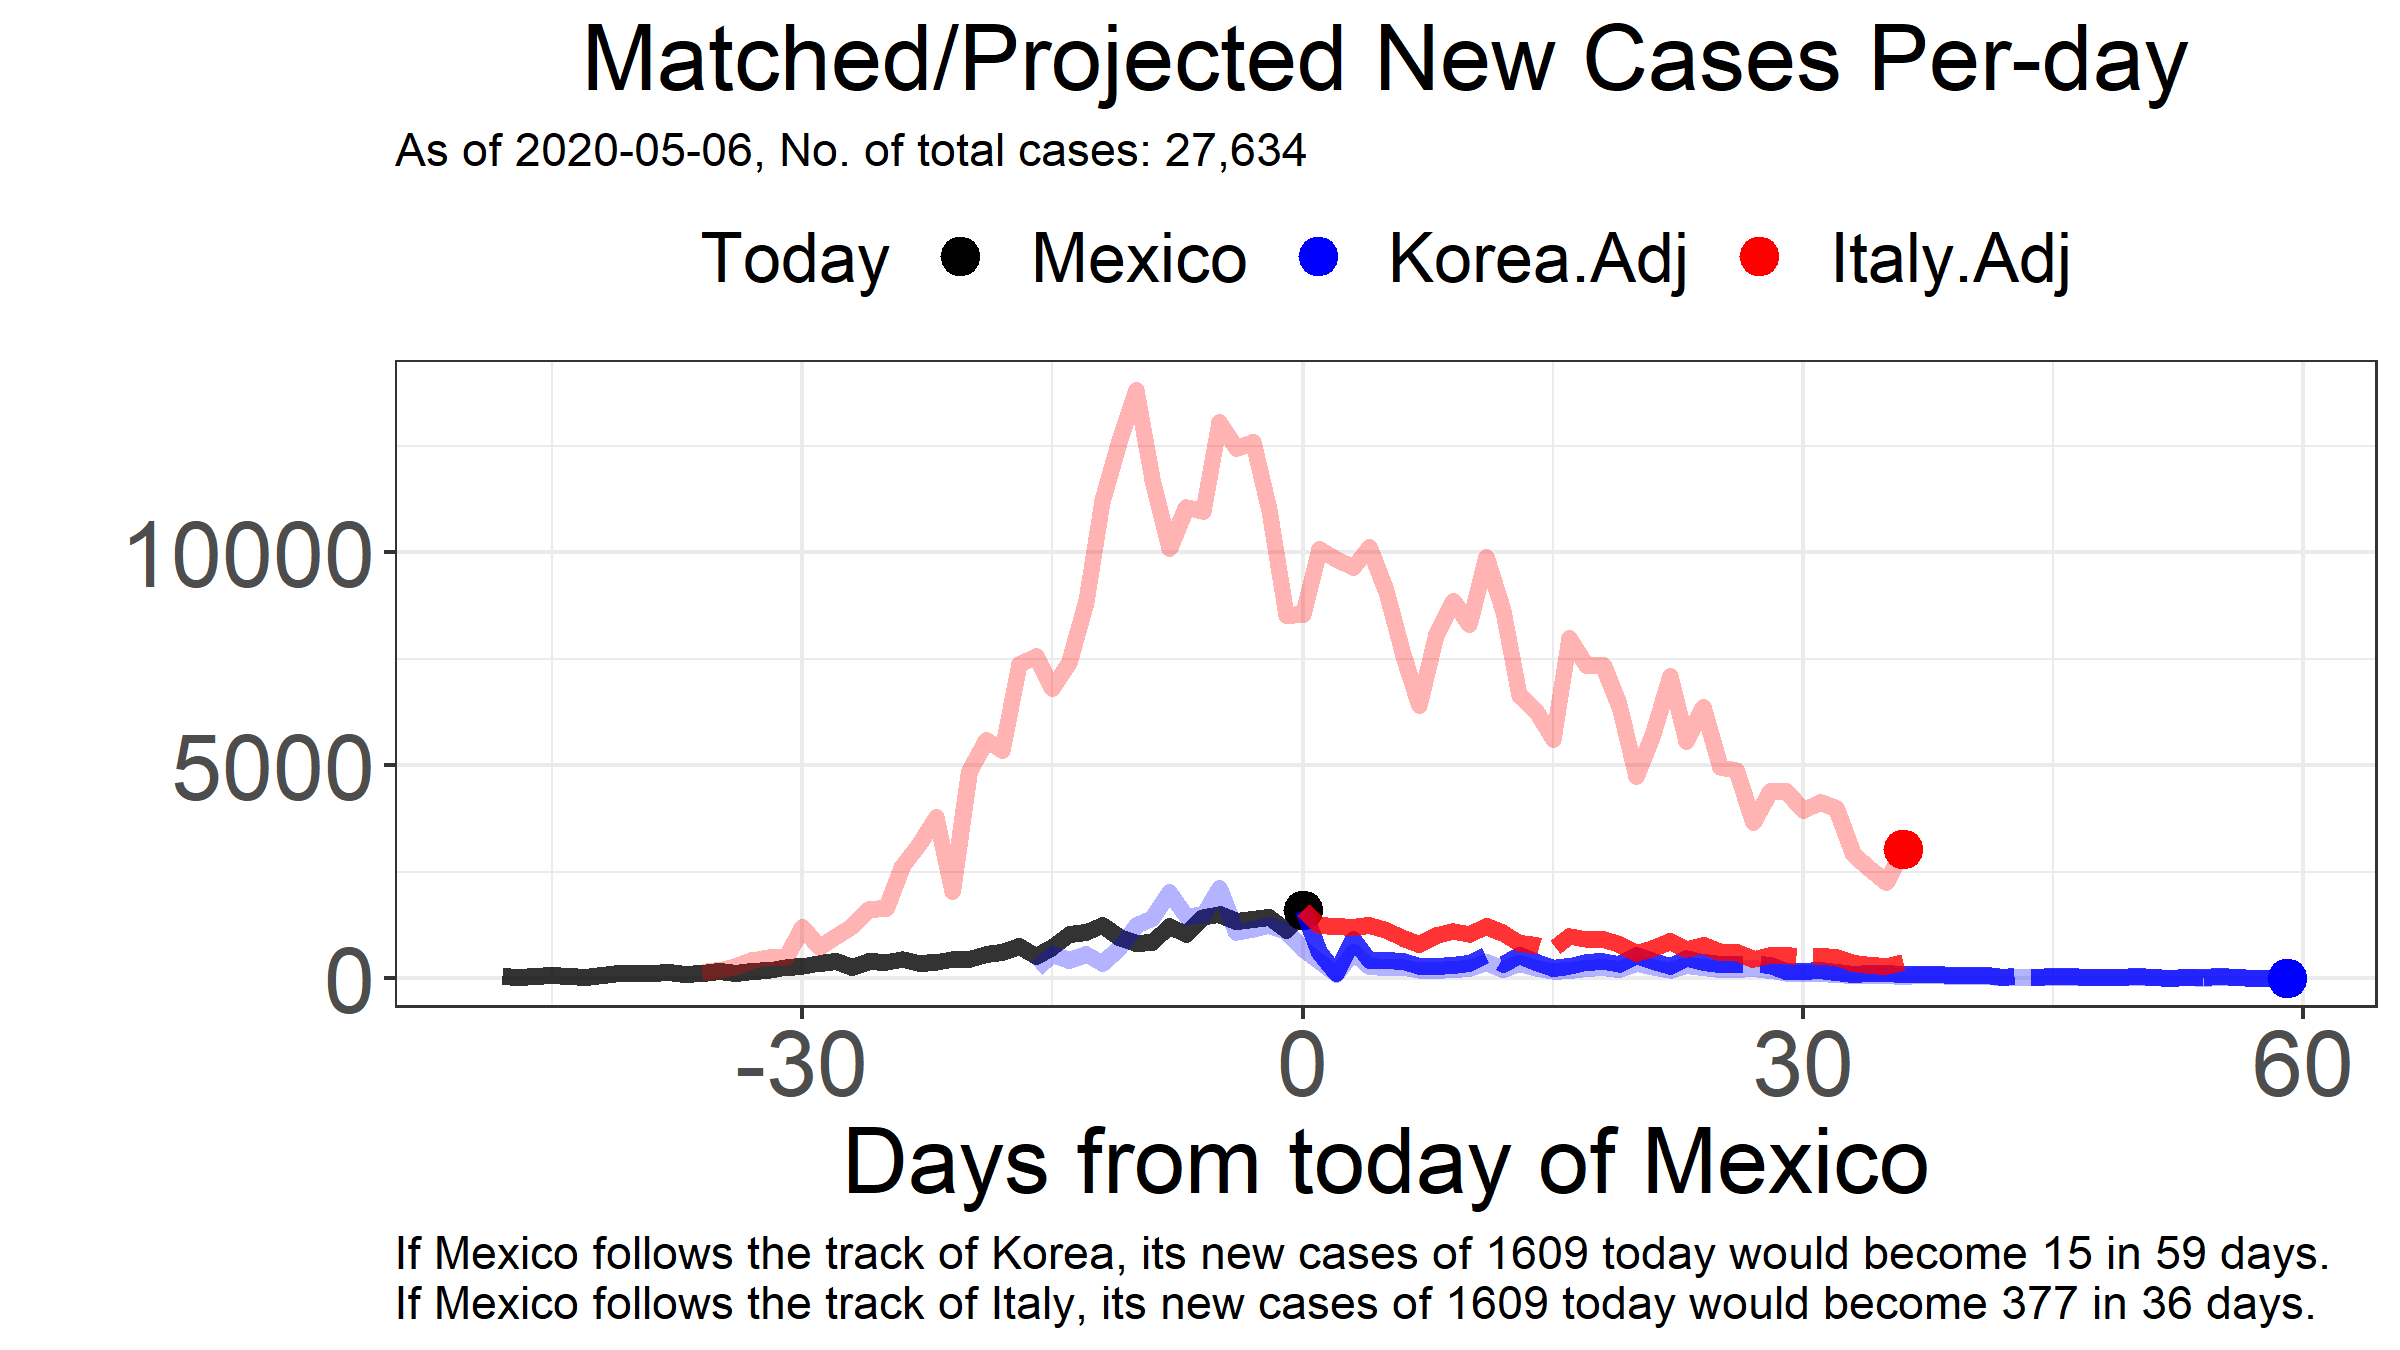 Matched/Projected New Cases Per-day
As of 2020-05-06, No. of total cases: 27,634
Today Mexico Korea.Adj Italy.Adj
10000
5000
0
-30 0 30 60
Days from today of Mexico
If Mexico follows the track of Korea, its new cases of 1609 today would become 15 in 59 days.
If Mexico follows the track of Italy, its new cases of 1609 today would become 377 in 36 days.